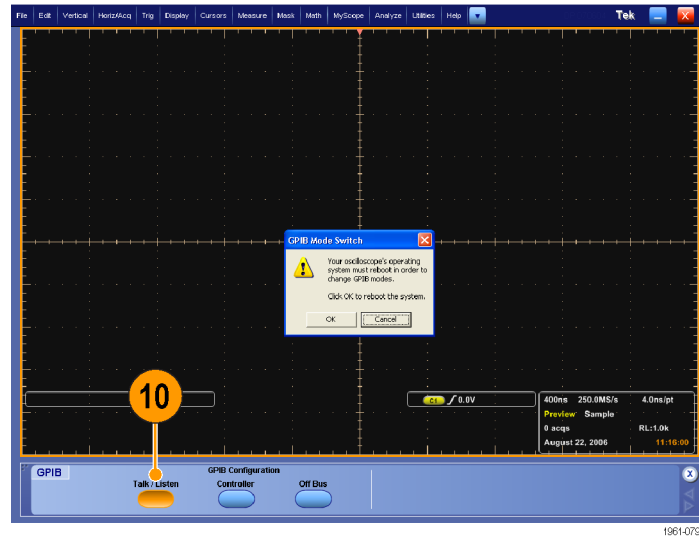 File Edit Vertical Horiz/Acq Trig Display Cursors Measure Mask Math MyScope Analyze Utilities Help Tek
GPIB Mode Switch
Your oscilloscope's operating
system must reboot in order to
change GPIB modes.
Click OK to reboot the system.
OK Cancel
10
C1 0.0V
400ns 250.0MS/s 4.0ns/pt
Preview Sample
0 acqs RL:1.0k
August 22, 2006 11:16:00
GPIB
GPIB Configuration
Talk / Listen Controller Off Bus
1961-079